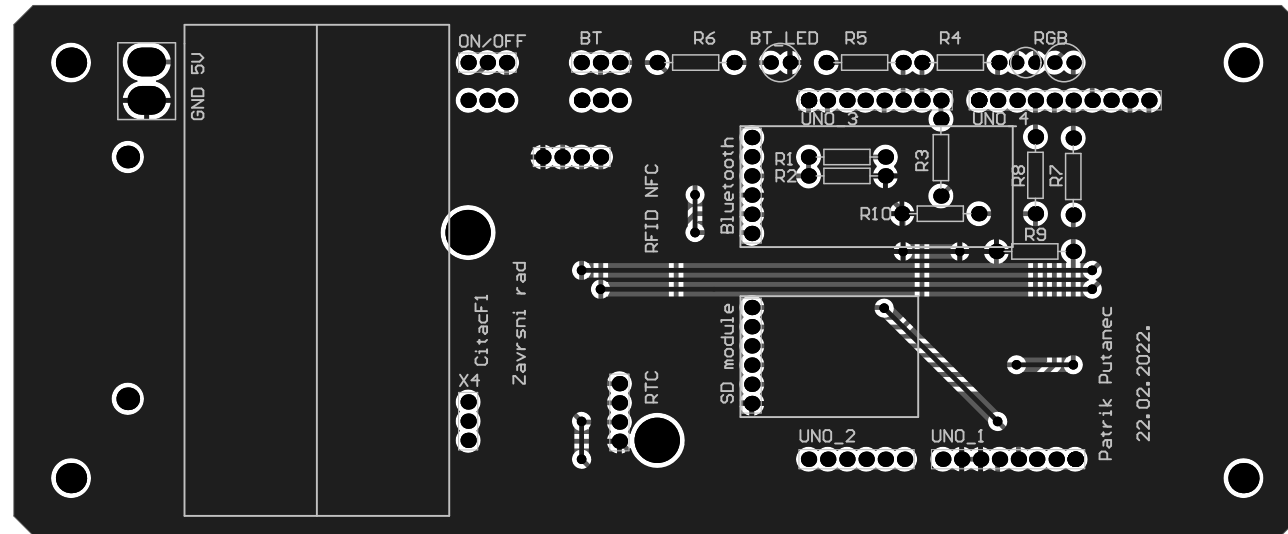 ON/OFF
BT
R6
BT_LED
R5
R4
RGB
GND 5V
UNO_3
UNO_4
R1
R2
R3
R8
R7
R10
R9
Bluetooth
RFID NFC
CitacF1
Zavrsni rad
X4
RTC
SD module
UNO_2
UNO_1
Patrik Putanec
22.02.2022.